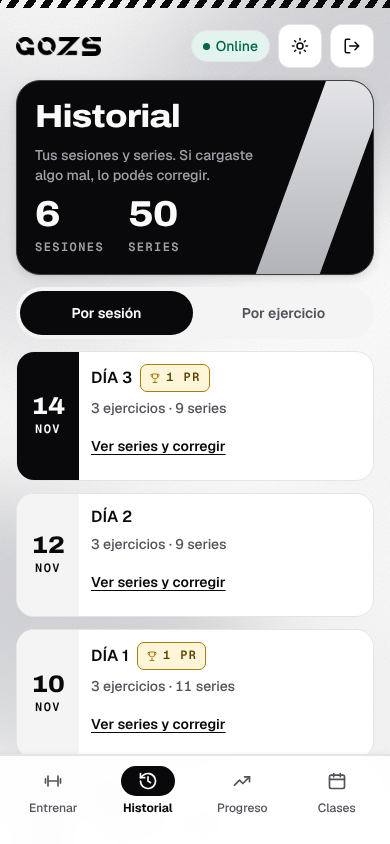 GOZS
Online
Historial
Tus sesiones y series. Si cargaste
algo mal, lo podés corregir.
6
50
SESIONES
SERIES
Por sesión
Por ejercicio
14
NOV
DÍA 3
1 PR
3 ejercicios · 9 series
Ver series y corregir
12
NOV
DÍA 2
3 ejercicios · 9 series
Ver series y corregir
10
NOV
DÍA 1
1 PR
3 ejercicios · 11 series
Ver series y corregir
Entrenar
Historial
Progreso
Clases